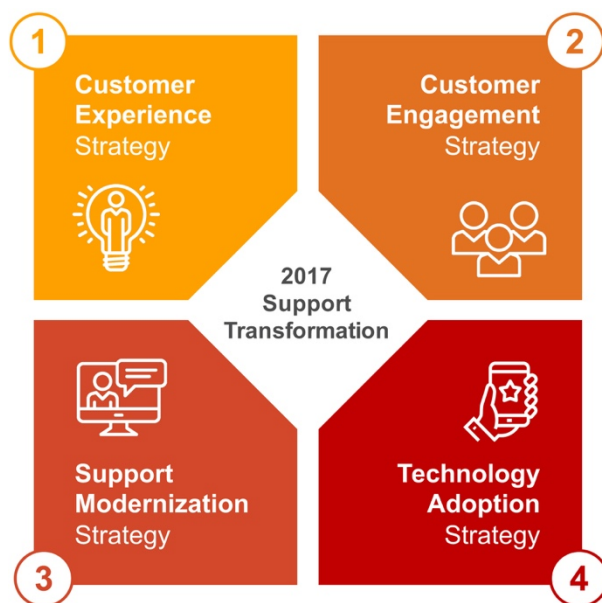 1
Customer
Experience
Strategy
2
Customer
Engagement
Strategy
2017
Support
Transformation
Support
Modernization
Strategy
3
Technology
Adoption
Strategy
4